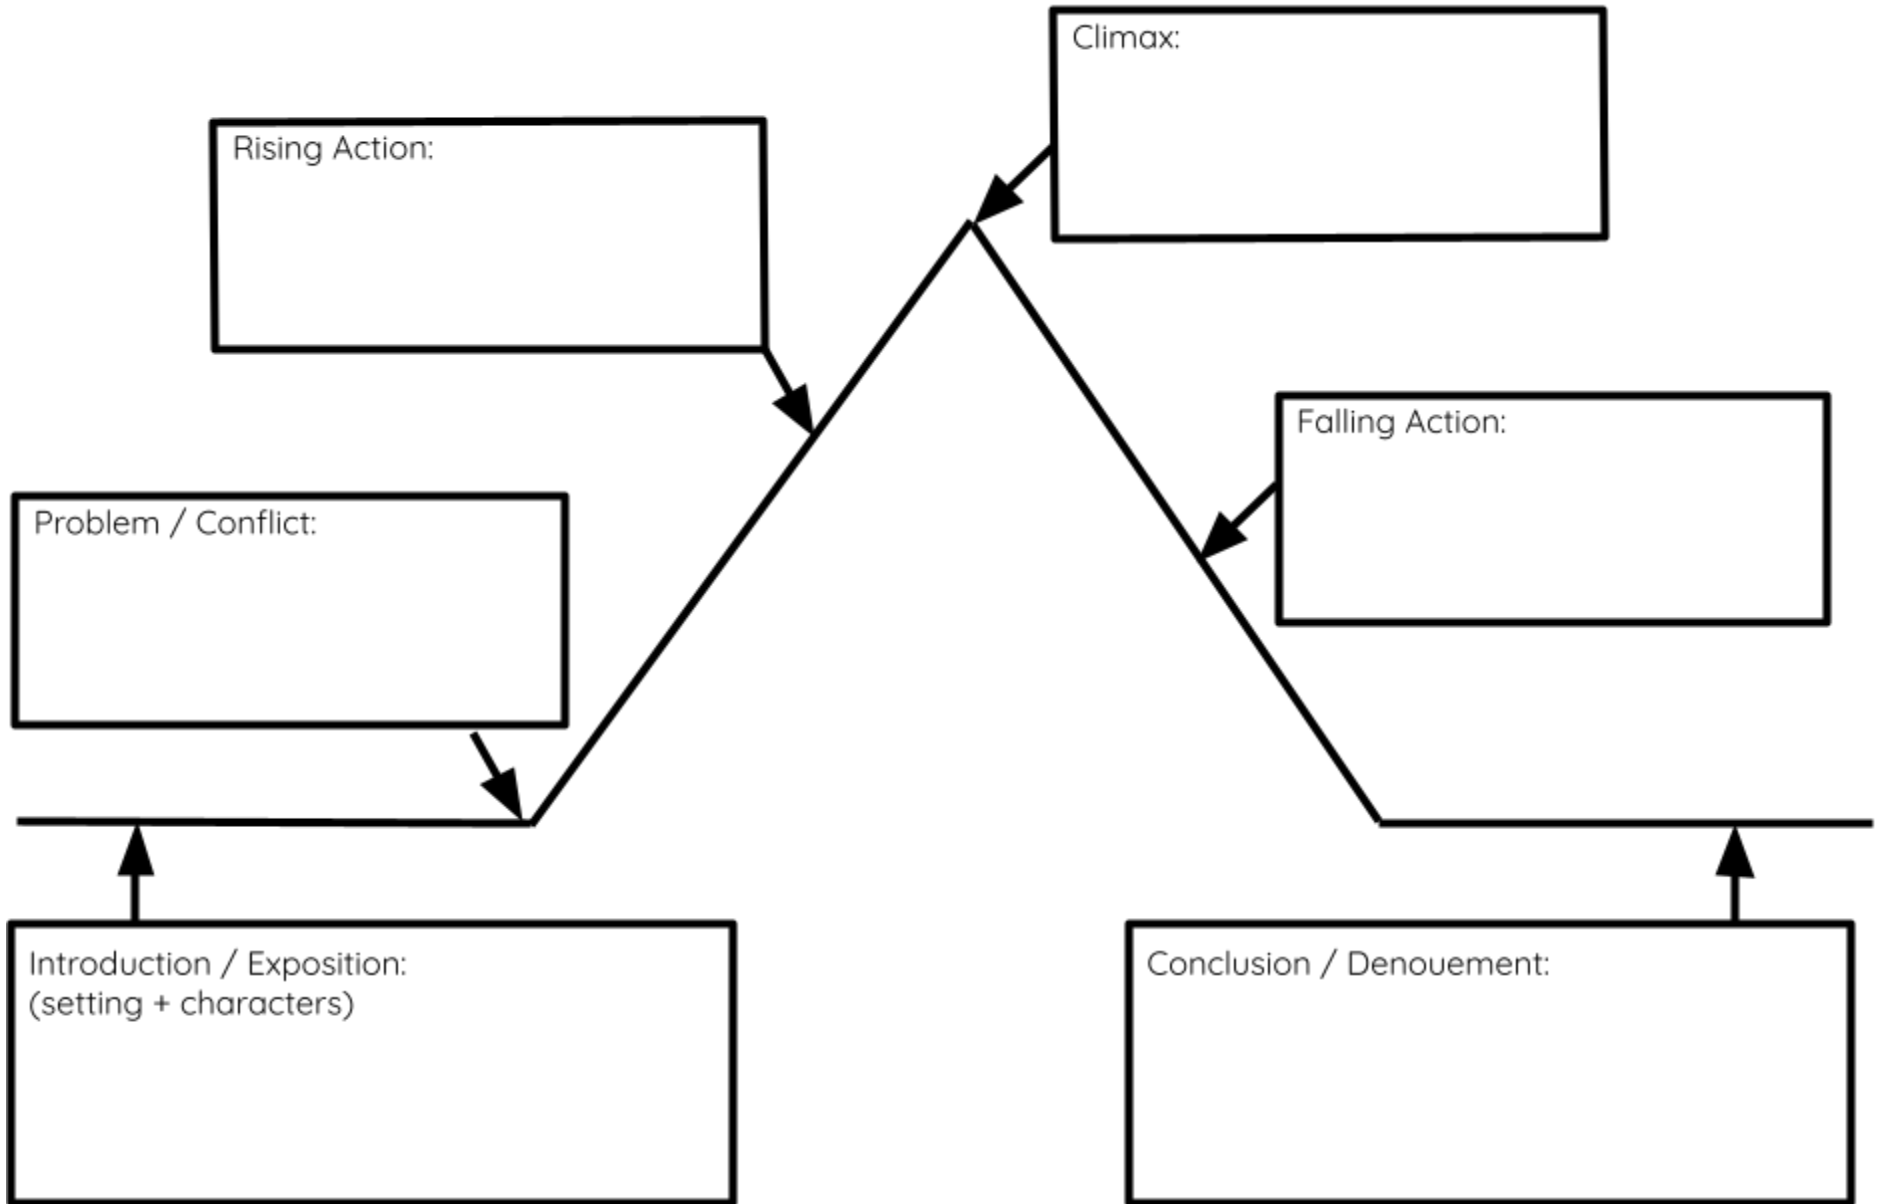 Climax:
Rising Action:
Falling Action:
Problem / Conflict:
Introduction / Exposition:
(setting + characters)
Conclusion / Denouement: